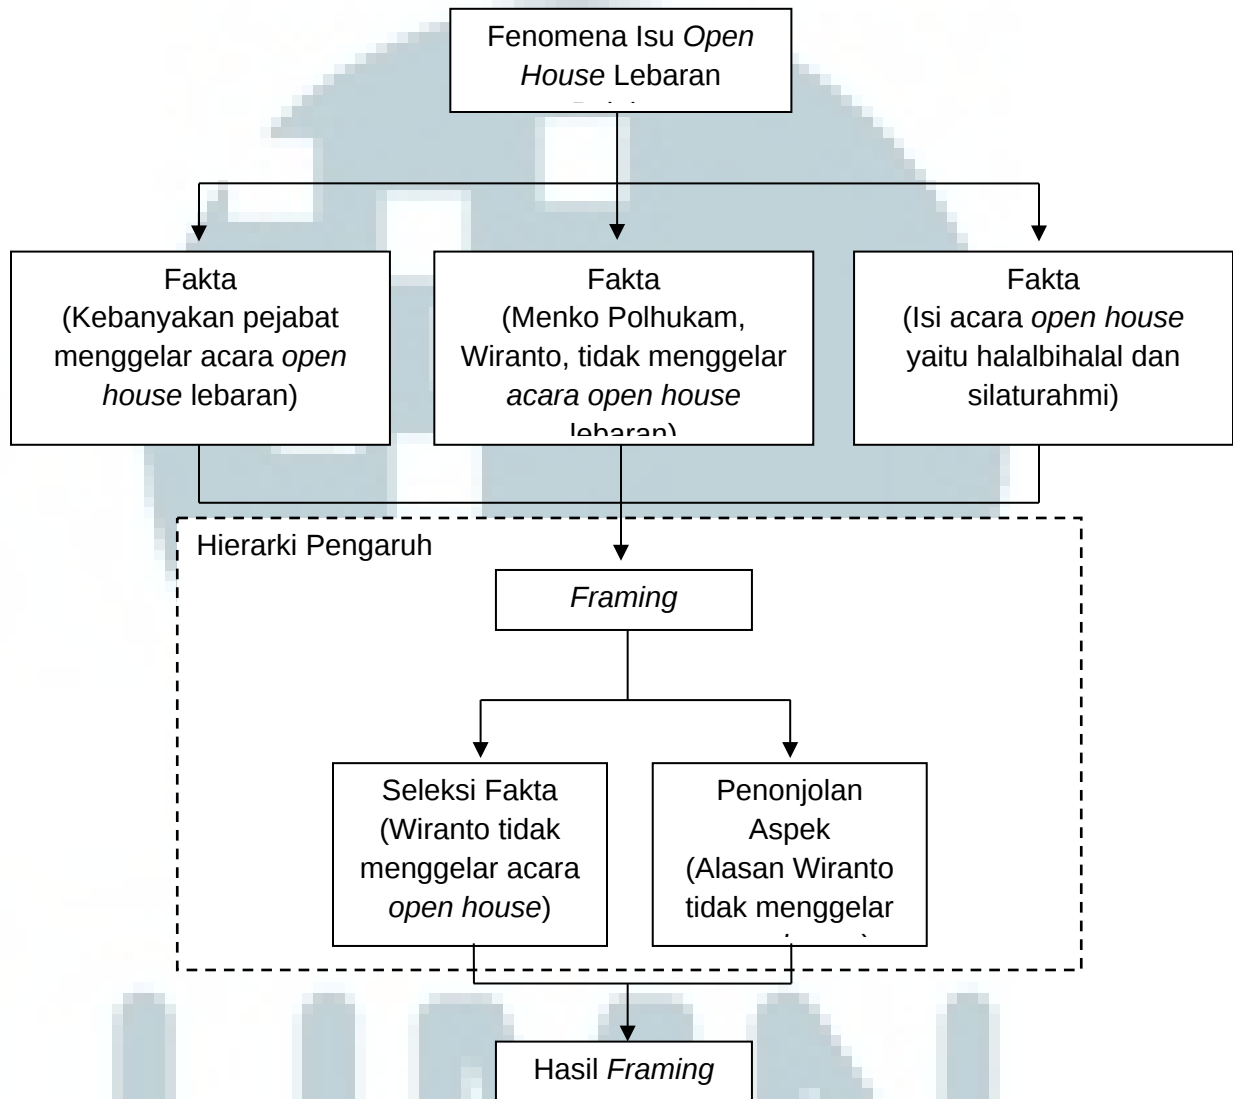 Fenomena Isu Open
House Lebaran
Fakta
(Kebanyakan pejabat
menggelar acara open
house lebaran)
Fakta
(Menko Polhukam,
Wiranto, tidak menggelar
acara open house
lebaran)
Fakta
(Isi acara open house
yaitu halalbihalal dan
silaturahmi)
Hierarki Pengaruh
Framing
Seleksi Fakta
(Wiranto tidak
menggelar acara
open house)
Penonjolan
Aspek
(Alasan Wiranto
tidak menggelar
Hasil Framing